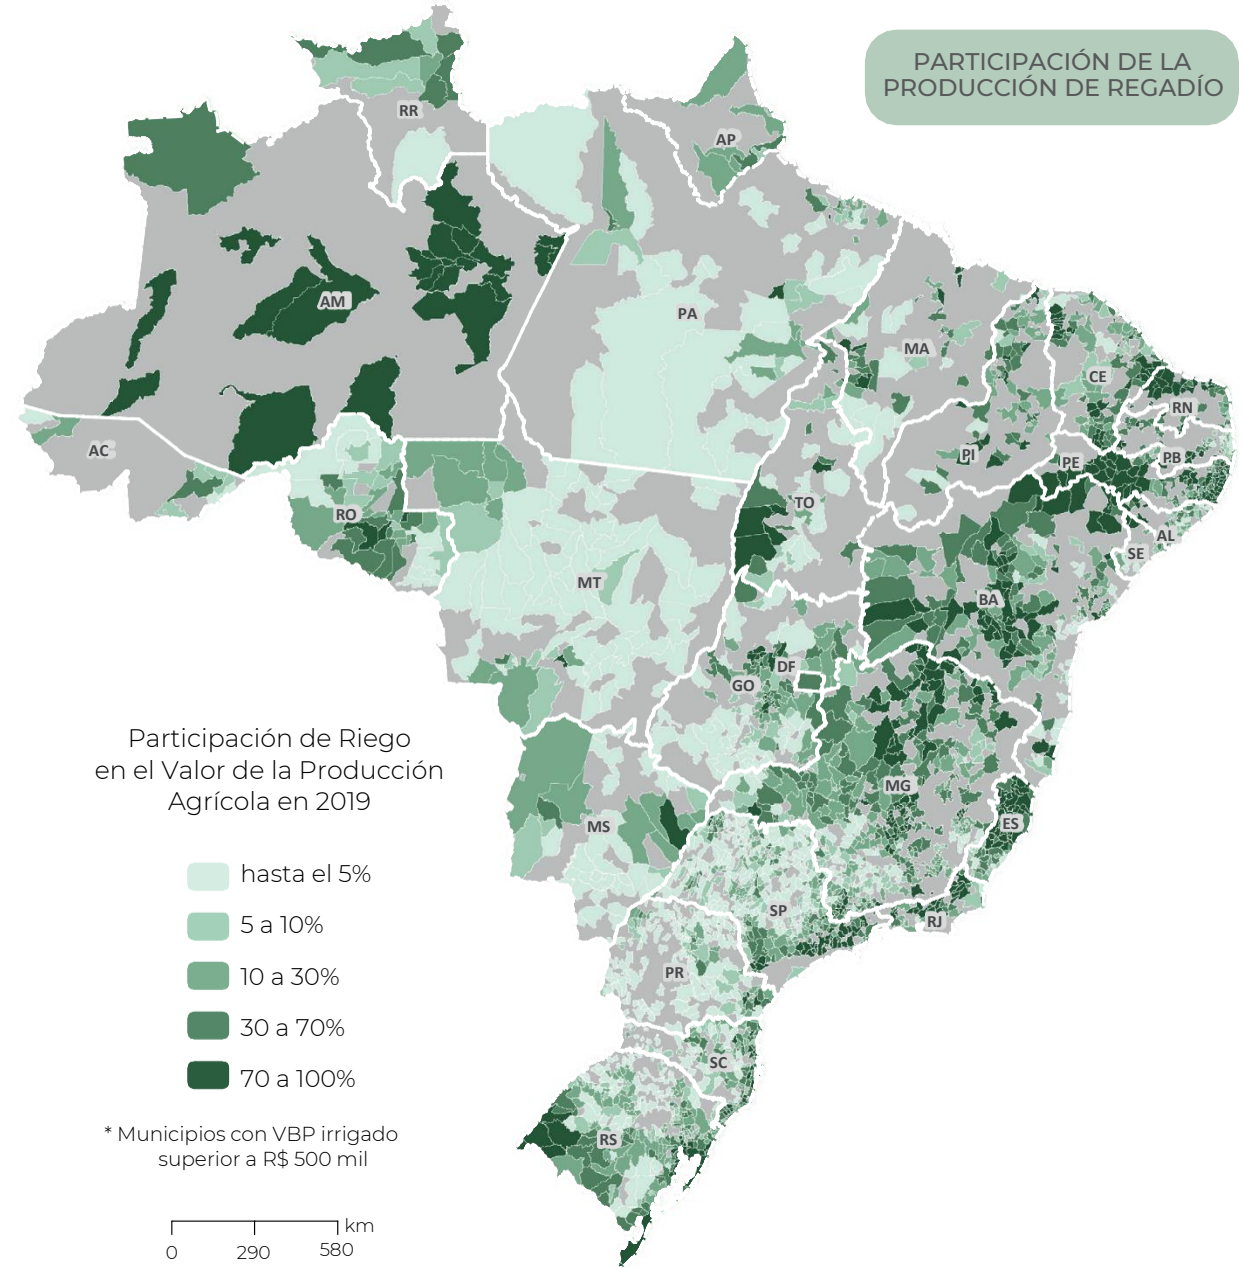 PARTICIPACIÓN DE LA
PRODUCCIÓN DE REGADÍO
RR
AP
AM
PA
MA
CE
RN
PB
PE
PI
AC
TO
AL
SE
RO
MT
BA
DF
GO
MG
ES
MS
SP
RJ
PR
SC
RS
Participación de Riego
en el Valor de la Producción
Agrícola en 2019
hasta el 5%
5 a 10%
10 a 30%
30 a 70%
70 a 100%
* Municipios con VBP irrigado
superior a R$ 500 mil
km
0 290 580